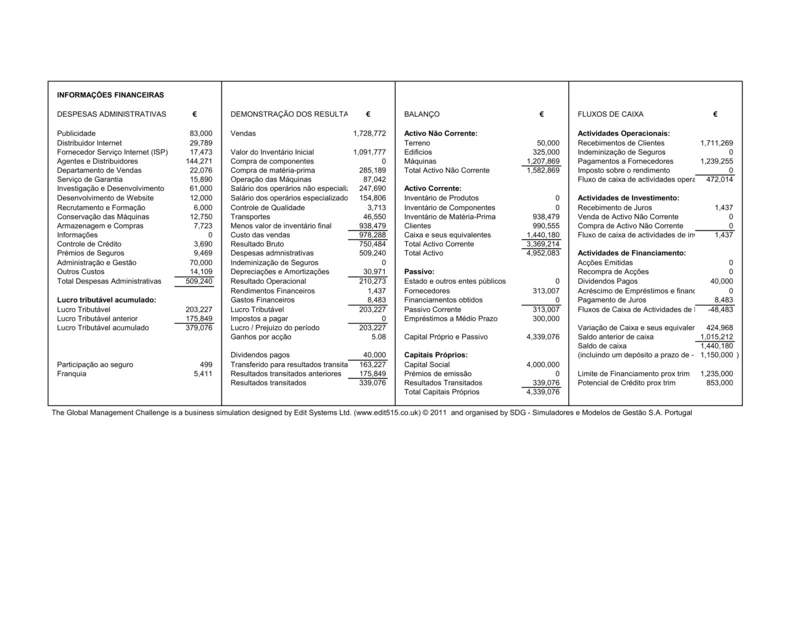 INFORMAÇÕES FINANCEIRAS
DESPESAS ADMINISTRATIVAS €
Publicidade 83,000
Distribuidor Internet 29,789
Fornecedor Serviço Internet (ISP) 17,473
Agentes e Distribuidores 144,271
Departamento de Vendas 22,076
Serviço de Garantia 15,890
Investigação e Desenvolvimento 61,000
Desenvolvimento de Website 12,000
Recrutamento e Formação 6,000
Conservação das Máquinas 12,750
Armazenagem e Compras 7,723
Informações 0
Controle de Crédito 3,690
Prémios de Seguros 9,469
Administração e Gestão 70,000
Outros Custos 14,109
Total Despesas Administrativas 509,240
Lucro tributável acumulado:
Lucro Tributável 203,227
Lucro Tributável anterior 175,849
Lucro Tributável acumulado 379,076
Participação ao seguro 499
Franquia 5,411
DEMONSTRAÇÃO DOS RESULTA €
Vendas 1,728,772
Valor do Inventário Inicial 1,091,777
Compra de componentes 0
Compra de matéria-prima 285,189
Operação das Máquinas 87,042
Salário dos operários não especializ 247,690
Salário dos operários especializado 154,806
Controle de Qualidade 3,713
Transportes 46,550
Menos valor de inventário final 938,479
Custo das vendas 978,288
Resultado Bruto 750,484
Despesas admnistrativas 509,240
Indeminização de Seguros 0
Depreciações e Amortizações 30,971
Resultado Operacional 210,273
Rendimentos Financeiros 1,437
Gastos Financeiros 8,483
Lucro Tributável 203,227
Impostos a pagar 0
Lucro / Prejuizo do período 203,227
Ganhos por acção 5.08
Dividendos pagos 40,000
Transferido para resultados transita 163,227
Resultados transitados anteriores 175,849
Resultados transitados 339,076
BALANÇO €
Activo Não Corrente:
Terreno 50,000
Edificios 325,000
Máquinas 1,207,869
Total Activo Não Corrente 1,582,869
Activo Corrente:
Inventário de Produtos 0
Inventário de Componentes 0
Inventário de Matéria-Prima 938,479
Clientes 990,555
Caixa e seus equivalentes 1,440,180
Total Activo Corrente 3,369,214
Total Activo 4,952,083
Passivo:
Estado e outros entes públicos 0
Fornecedores 313,007
Financiamentos obtidos 0
Passivo Corrente 313,007
Empréstimos a Médio Prazo 300,000
Capital Próprio e Passivo 4,339,076
Capitais Próprios:
Capital Social 4,000,000
Prémios de emissão 0
Resultados Transitados 339,076
Total Capitais Próprios 4,339,076
FLUXOS DE CAIXA €
Actividades Operacionais:
Recebimentos de Clientes 1,711,269
Indeminização de Seguros 0
Pagamentos a Fornecedores 1,239,255
Imposto sobre o rendimento 0
Fluxo de caixa de actividades opera 472,014
Actividades de Investimento:
Recebimento de Juros 1,437
Venda de Activo Não Corrente 0
Compra de Activo Não Corrente 0
Fluxo de caixa de actividades de inv 1,437
Actividades de Financiamento:
Acções Emitidas 0
Recompra de Acções 0
Dividendos Pagos 40,000
Acréscimo de Empréstimos e financ 0
Pagamento de Juros 8,483
Fluxos de Caixa de Actividades de -48,483
Variação de Caixa e seus equivaler 424,968
Saldo anterior de caixa 1,015,212
Saldo de caixa 1,440,180
(incluindo um depósito a prazo de - 1,150,000 )
Limite de Financiamento prox trim 1,235,000
Potencial de Crédito prox trim 853,000
The Global Management Challenge is a business simulation designed by Edit Systems Ltd. (www.edit515.co.uk) © 2011 and organised by SDG - Simuladores e Modelos de Gestão S.A. Portugal